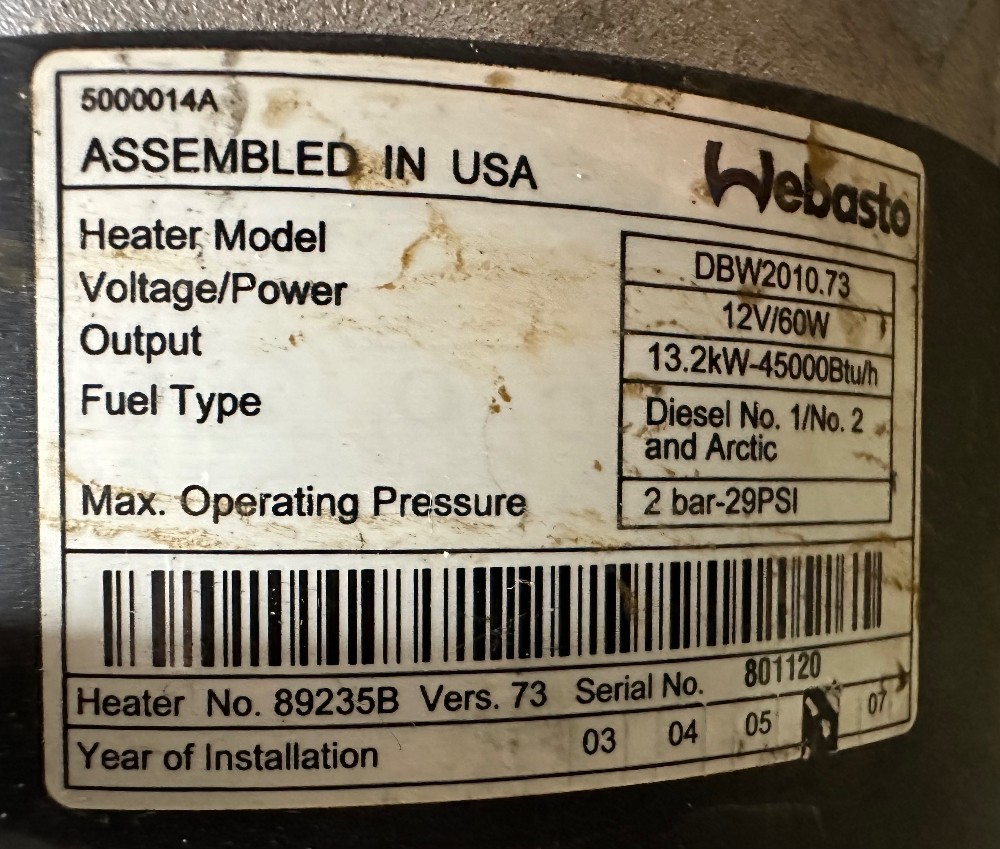 5000014A
ASSEMBLED IN USA
Webasto
Heater Model DBW2010.73
Voltage/Power 12V/60W
Output 13.2kW-45000Btu/h
Fuel Type Diesel No. 1/No. 2
and Arctic
Max. Operating Pressure 2 bar-29PSI
Heater No. 89235B Vers. 73 Serial No. 801120
Year of Installation 03 04 05 07